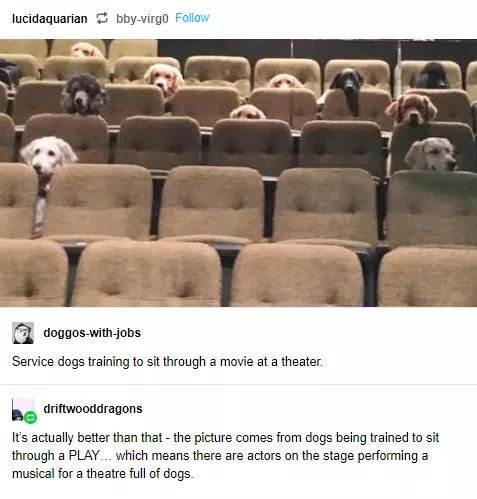 lucidaquarian bby-virg0 Follow
doggos-with-jobs
Service dogs training to sit through a movie at a theater.
driftwooddragons
It's actually better than that - the picture comes from dogs being trained to sit
through a PLAY... which means there are actors on the stage performing a
musical for a theatre full of dogs.